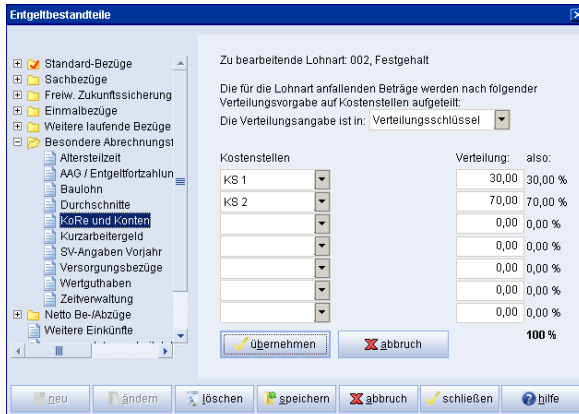 Entgeltbestandteile
Standard-Bezüge
Sachbezüge
Freiw. Zukunftssicherung
Einmalbezüge
Weitere laufende Bezüge
Besondere Abrechnungst
Altersteilzeit
AAG / Entgeltfortzahlun
Baulohn
Durchschnitte
KoRe und Konten
Kurzarbeitergeld
SV-Angaben Vorjahr
Versorgungsbezüge
Wertguthaben
Zeitverwaltung
Netto Be-/Abzüge
Weitere Einkünfte
Zu bearbeitende Lohnart: 002, Festgehalt
Die für die Lohnart anfallenden Beträge werden nach folgender
Verteilungsvorgabe auf Kostenstellen aufgeteilt:
Die Verteilungsangabe ist in: Verteilungsschlüssel
Kostenstellen Verteilung: also:
KS 1 30,00 30,00 %
KS 2 70,00 70,00 %
0,00 0,00 %
0,00 0,00 %
0,00 0,00 %
0,00 0,00 %
0,00 0,00 %
100 %
übernehmen abbruch
neu ändern löschen speichern abbruch schließen hilfe